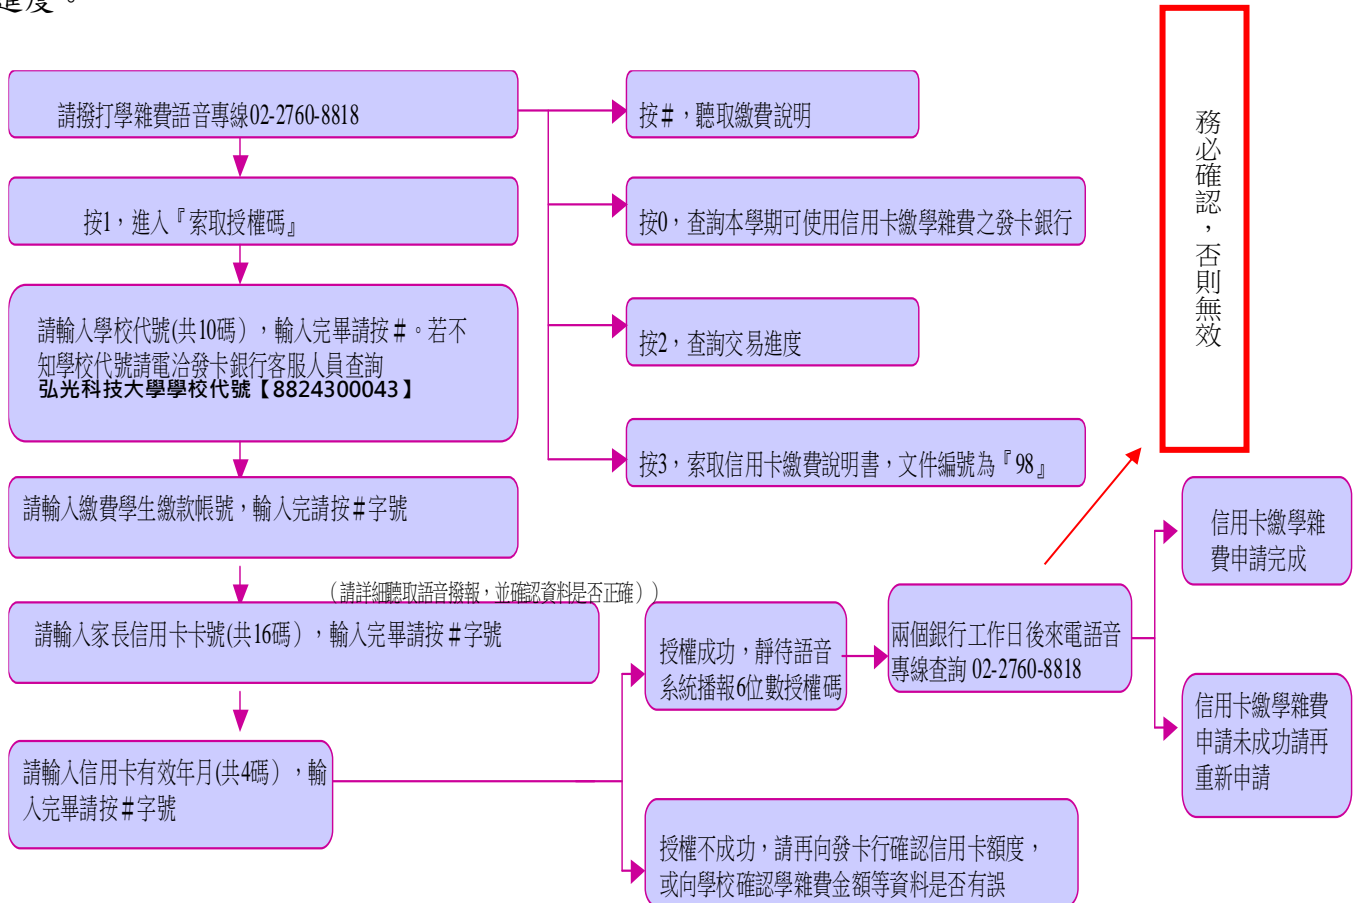 進度。
請撥打學雜費語音專線02-2760-8818
按1，進入『索取授權碼』
請輸入學校代號(共10碼），輸入完畢請按＃。若不
知學校代號請電洽發卡銀行客服人員查詢
弘光科技大學學校代號【8824300043】
請輸入繳費學生繳款帳號，輸入完請按＃字號
（請詳細聽取語音撥報，並確認資料是否正確））
請輸入家長信用卡卡號(共16碼），輸入完畢請按＃字號
請輸入信用卡有效年月(共4碼），輸
入完畢請按＃字號
按＃，聽取繳費說明
按0，查詢本學期可使用信用卡繳學雜費之發卡銀行
按2，查詢交易進度
按3，索取信用卡繳費說明書，文件編號為『98』
授權成功，靜待語音
系統播報6位數授權碼
授權不成功，請再向發卡行確認信用卡額度，
或向學校確認學雜費金額等資料是否有誤
兩個銀行工作日後來電語音
專線查詢 02-2760-8818
務必確認，否則無效
信用卡繳學雜
費申請完成
信用卡繳學雜費
申請未成功請再
重新申請